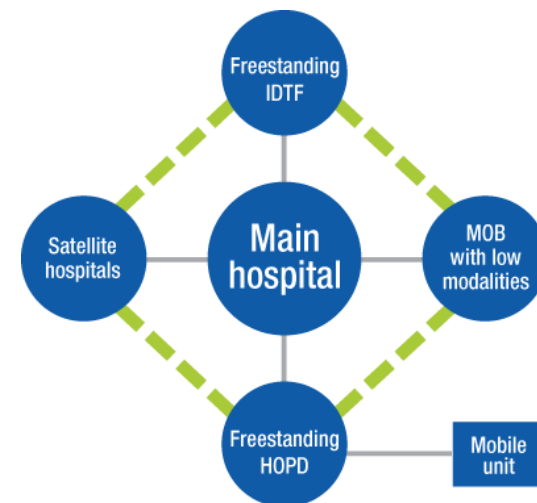 Freestanding
IDTF
Satellite
hospitals
Main
hospital
MOB
with low
modalities
Freestanding
HOPD
Mobile
unit